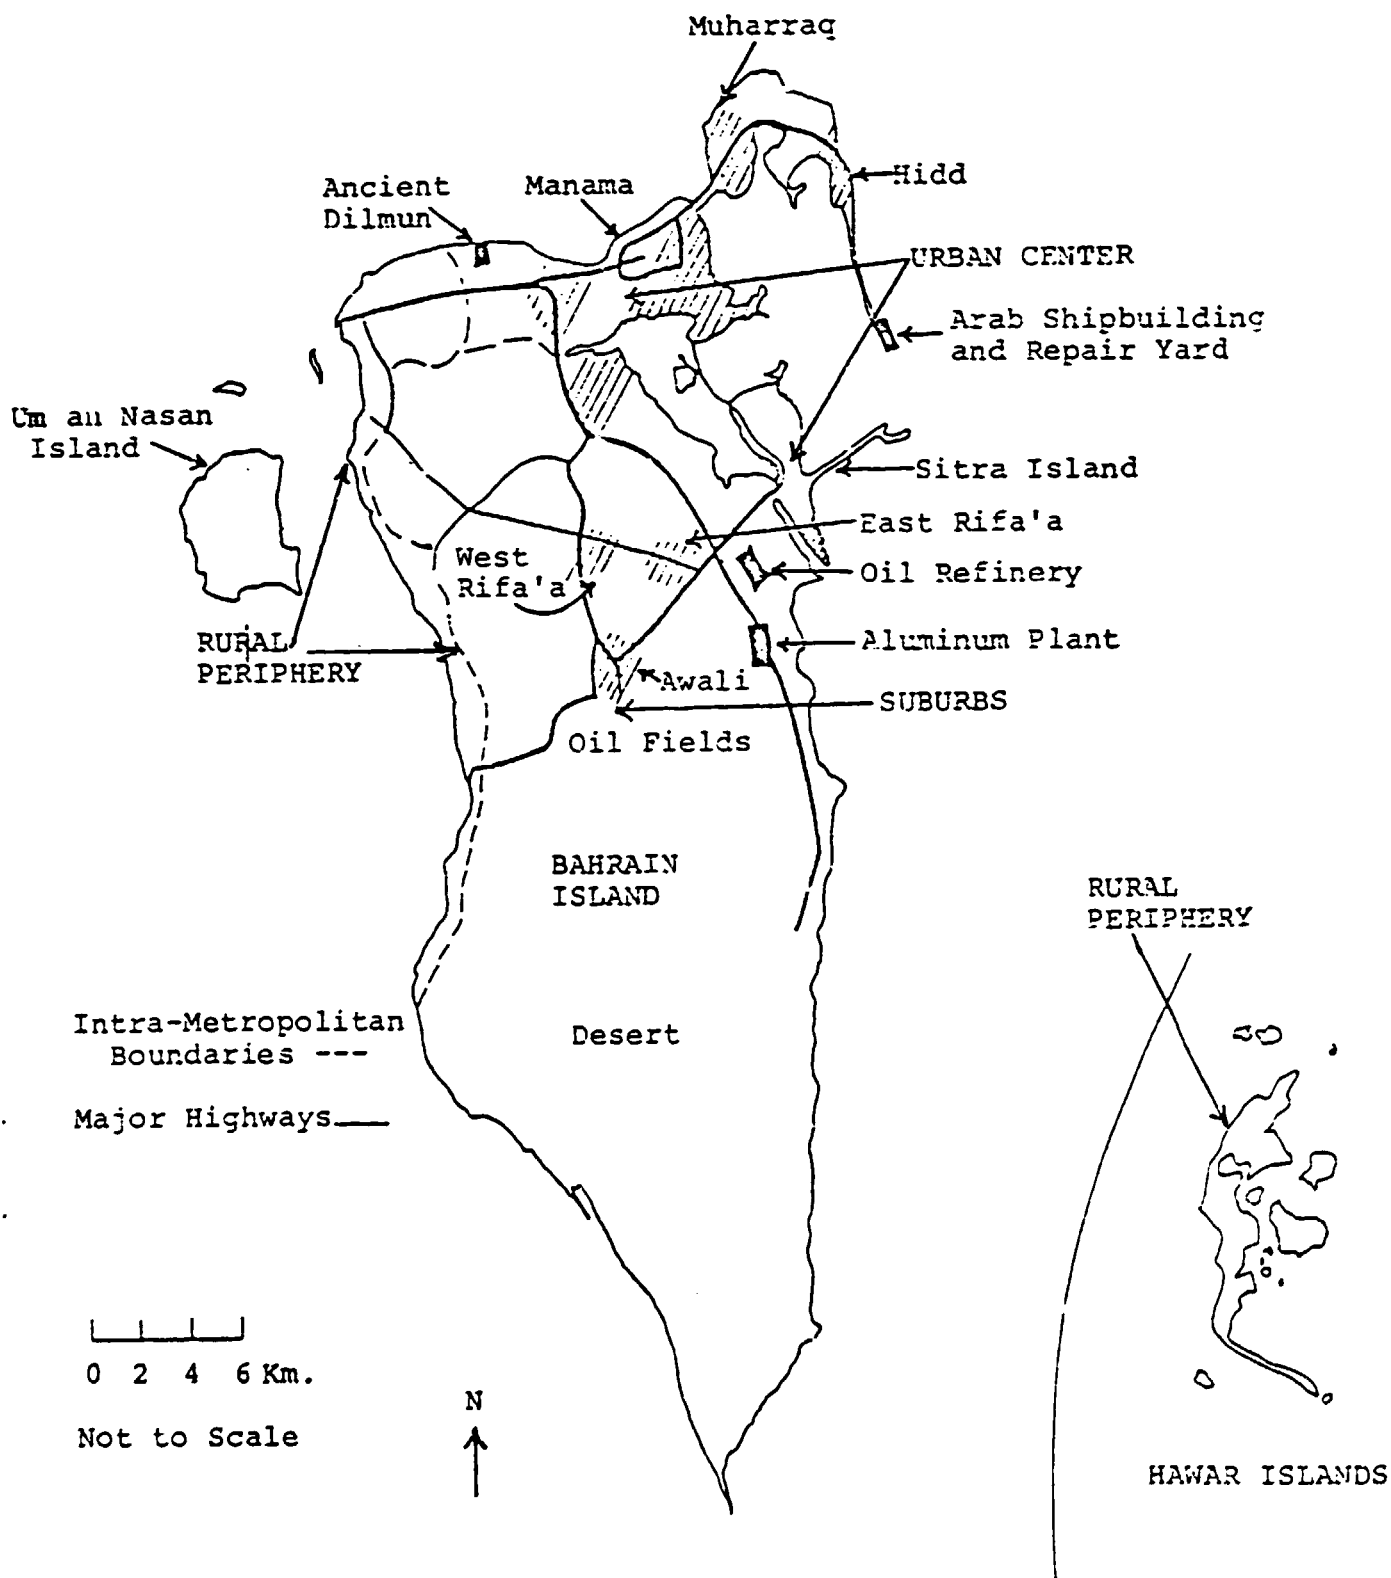 Muharraq
Hidd
Ancient
Dilmun
Manama
URBAN CENTER
Arab Shipbuilding
and Repair Yard
Um an Nasan
Island
Sitra Island
East Rifa'a
West
Rifa'a
Oil Refinery
RURAL
PERIPHERY
Aluminum Plant
Awali
SUBURBS
Oil Fields
BAHRAIN
ISLAND
RURAL
PERIPHERY
Intra-Metropolitan
Boundaries ---
Desert
Major Highways
0 2 4 6 Km.
N
Not to Scale
HAWAR ISLANDS